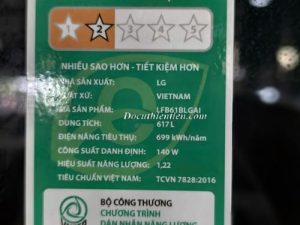 1 2 3 4 5
NHIỀU SAO HƠN - TIẾT KIỆM HƠN
NHÀ SẢN XUẤT: LG
XUẤT XỨ: VIETNAM
MÃ SẢN PHẨM: LFB61BLGAI
Docuthientien.com
DUNG TÍCH: 617 L
ĐIỆN NĂNG TIÊU THỤ: 699 kWh/năm
CÔNG SUẤT DANH ĐỊNH: 140 W
HIỆU SUẤT NĂNG LƯỢNG: 1,22
TIÊU CHUẨN VIỆT NAM: TCVN 7828:2016
BỘ CÔNG THƯƠNG
CHƯƠNG TRÌNH
DÁN NHÃN NĂNG LƯỢNG